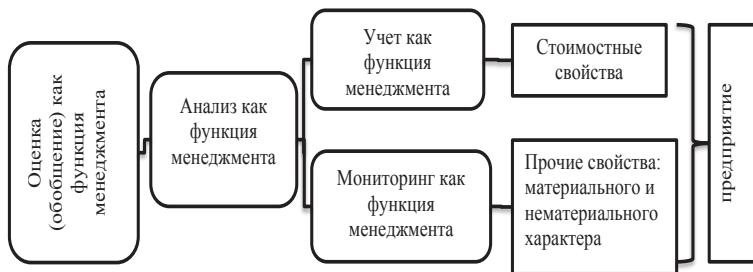 Оценка
(обобщение) как
функция
менеджмента
Анализ как
функция
менеджмента
Учет как
функция
менеджмента
Стоимостные
свойства
Мониторинг как
функция
менеджмента
Прочие свойства:
материального и
нематериального
характера
предприятие